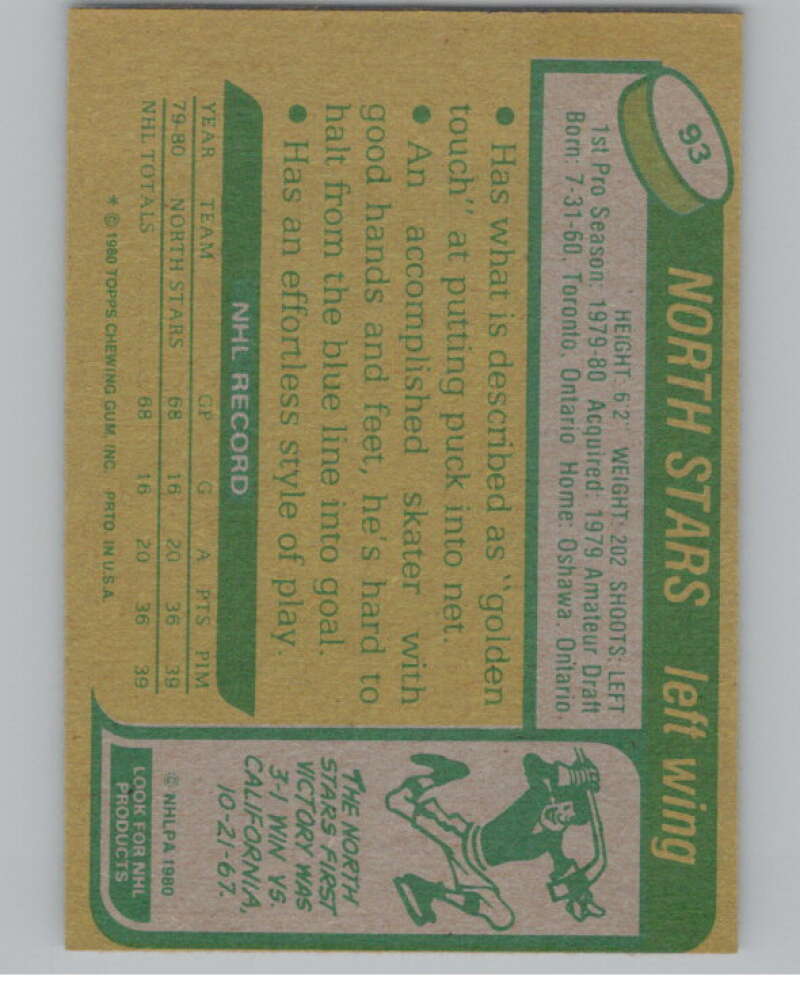 93
NORTH STARS left wing
HEIGHT: 6'2" WEIGHT: 202 SHOOTS: LEFT
1st Pro Season: 1979-80 Acquired: 1979 Amateur Draft
Born: 7-31-60, Toronto, Ontario Home: Oshawa, Ontario.
• Has what is described as "golden
touch" at putting puck into net.
• An accomplished skater with
good hands and feet, he's hard to
halt from the blue line into goal.
• Has an effortless style of play.
NHL RECORD
YEAR TEAM GP G A PTS PIM
79-80 NORTH STARS 68 16 20 36 39
NHL TOTALS 68 16 20 36 39
* © 1980 TOPPS CHEWING GUM, INC. PRTD. IN U.S.A.
THE NORTH
STARS FIRST
VICTORY WAS
3-1 WIN VS.
CALIFORNIA,
10-21-67.
© NHLPA 1980
LOOK FOR NHL
PRODUCTS